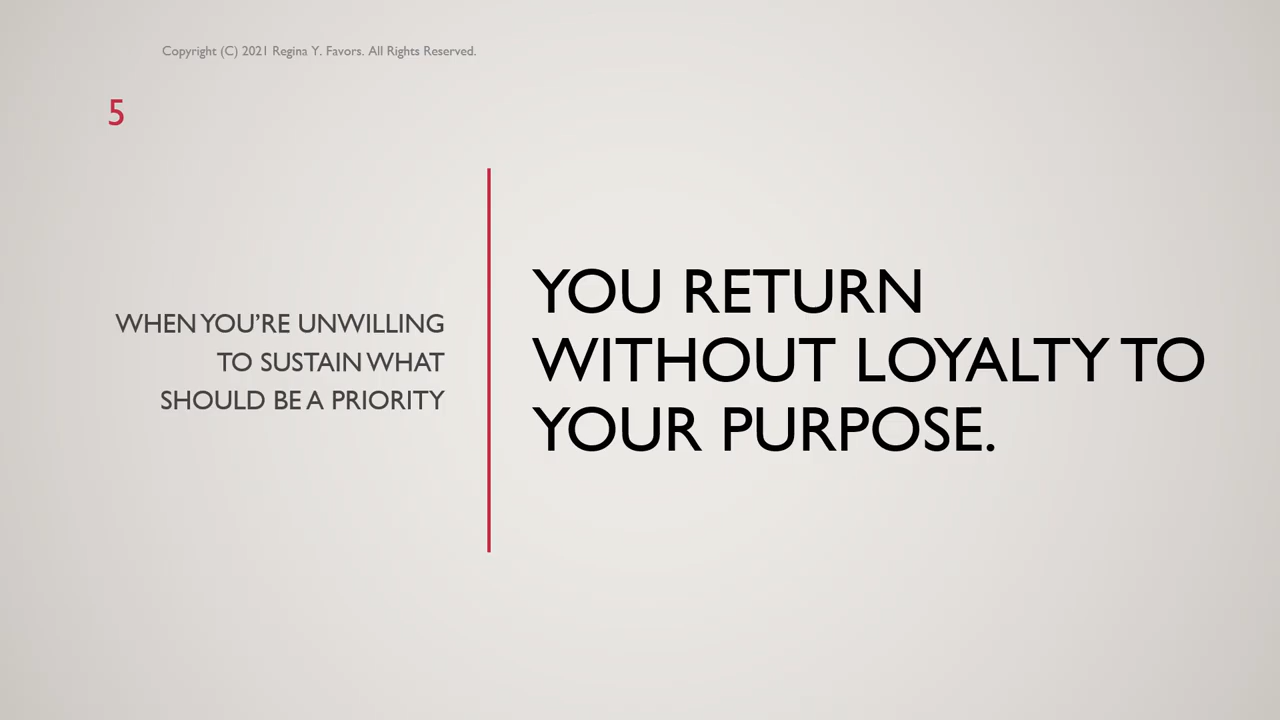 Copyright (C) 2021 Regina Y. Favors. All Rights Reserved.
5
WHEN YOU’RE UNWILLING
TO SUSTAIN WHAT
SHOULD BE A PRIORITY
YOU RETURN
WITHOUT LOYALTY TO
YOUR PURPOSE.